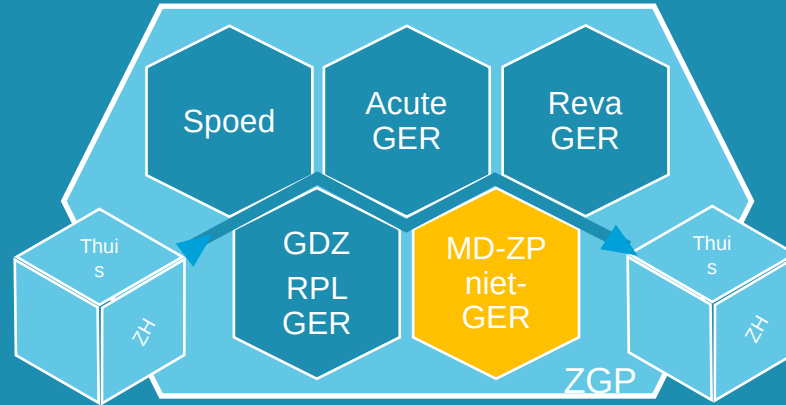 Spoed
Acute
GER
Reva
GER
Thui
s
ZH
GDZ
RPL
GER
MD-ZP
niet-
GER
Thui
s
ZH
ZGP